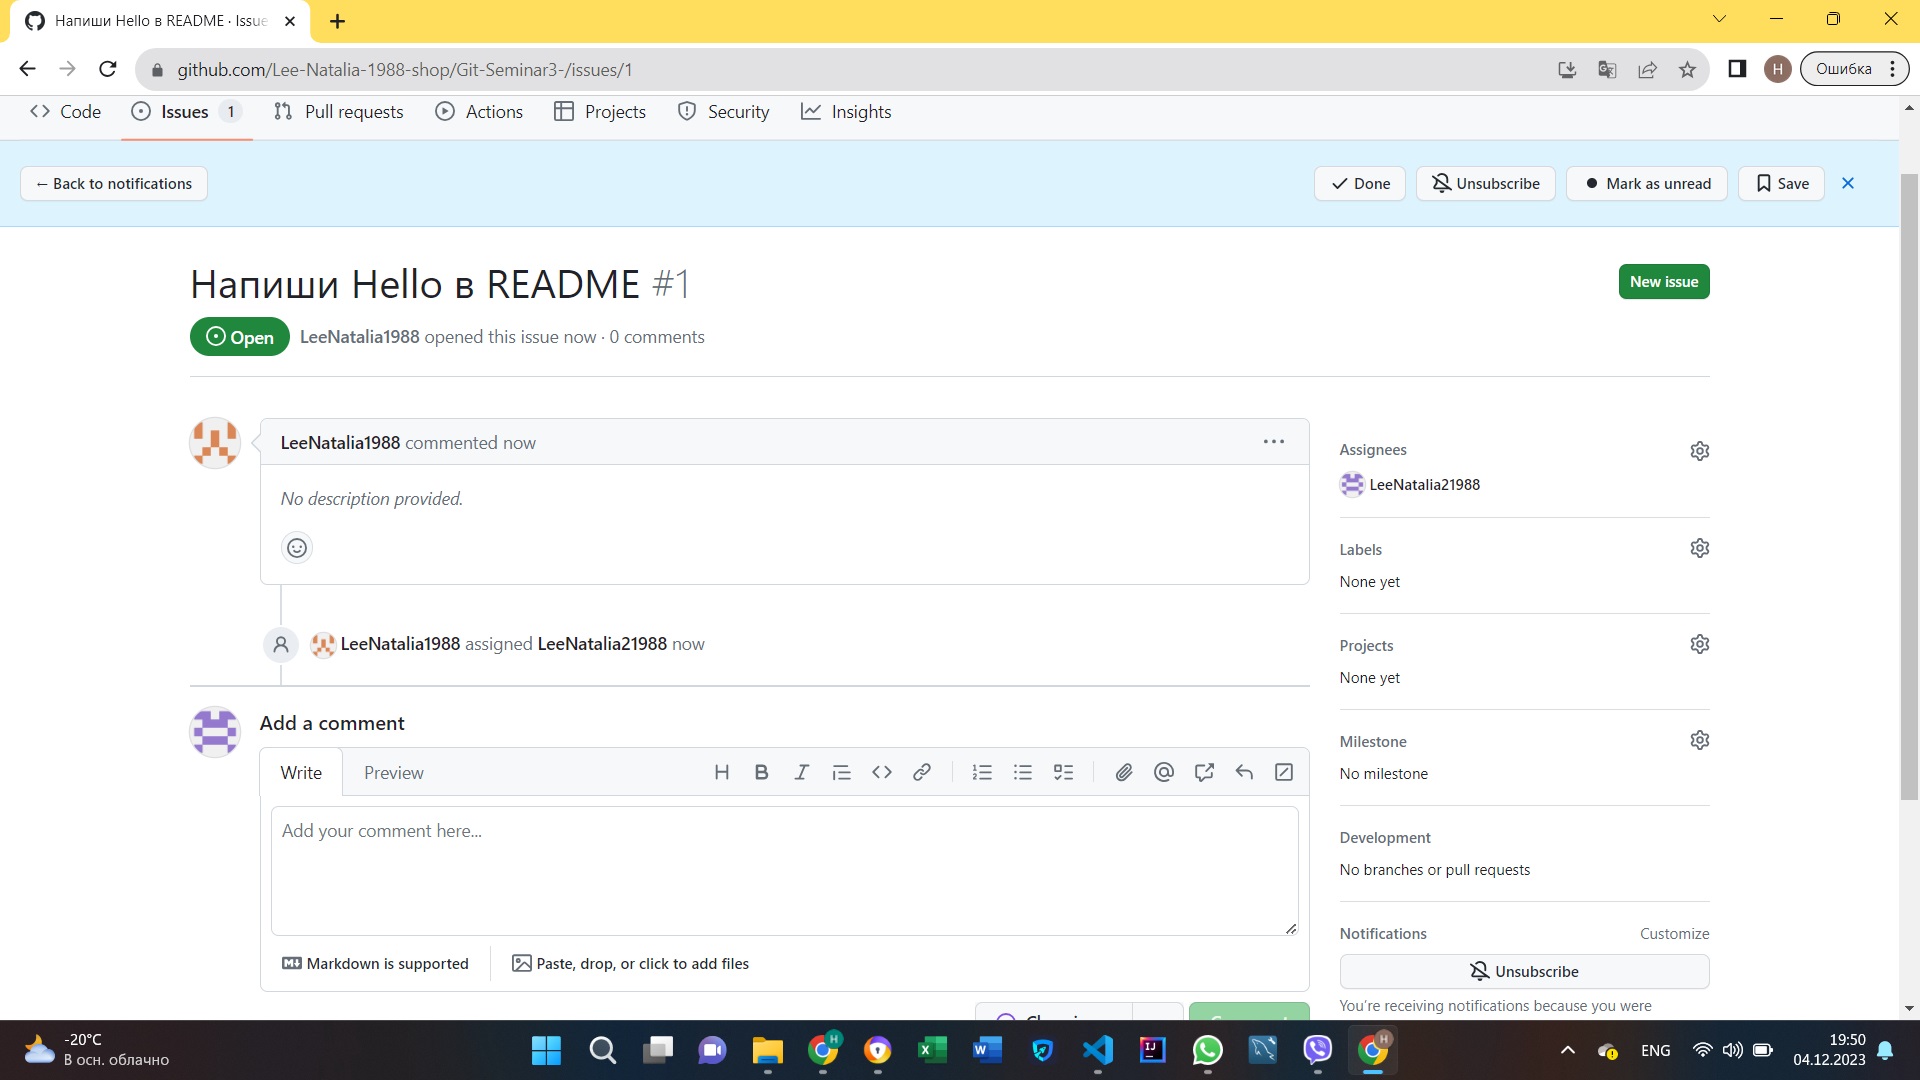 Напиши Hello в README · Issue
github.com/Lee-Natalia-1988-shop/Git-Seminar3-/issues/1
H
Ошибка
Code
Issues 1
Pull requests
Actions
Projects
Security
Insights
← Back to notifications
Done
Unsubscribe
Mark as unread
Save
Напиши Hello в README #1
New issue
Open
LeeNatalia1988 opened this issue now · 0 comments
LeeNatalia1988 commented now
No description provided.
LeeNatalia1988 assigned LeeNatalia21988 now
Assignees
LeeNatalia21988
Labels
None yet
Projects
None yet
Milestone
No milestone
Development
No branches or pull requests
Notifications
Customize
Unsubscribe
You're receiving notifications because you were
Add a comment
Write
Preview
Add your comment here...
Markdown is supported
Paste, drop, or click to add files
-20°C
В осн. облачно
ENG
19:50
04.12.2023